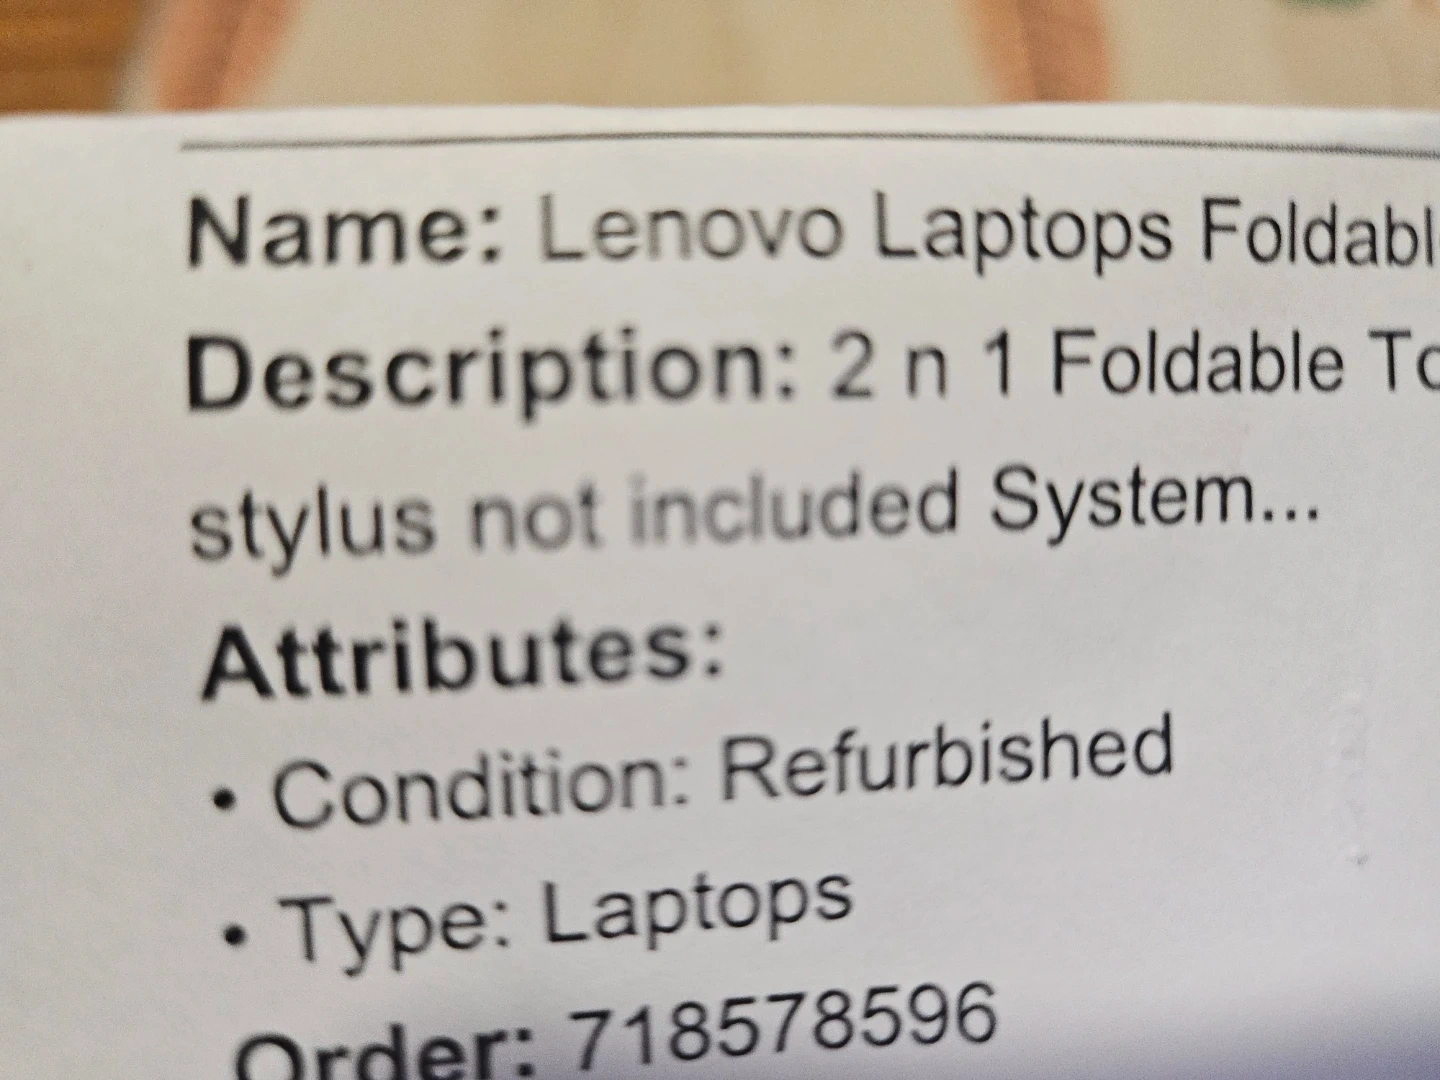 Name: Lenovo Laptops Foldabl
Description: 2 n 1 Foldable To
stylus not included System...
Attributes:
• Condition: Refurbished
• Type: Laptops
Order: 718578596